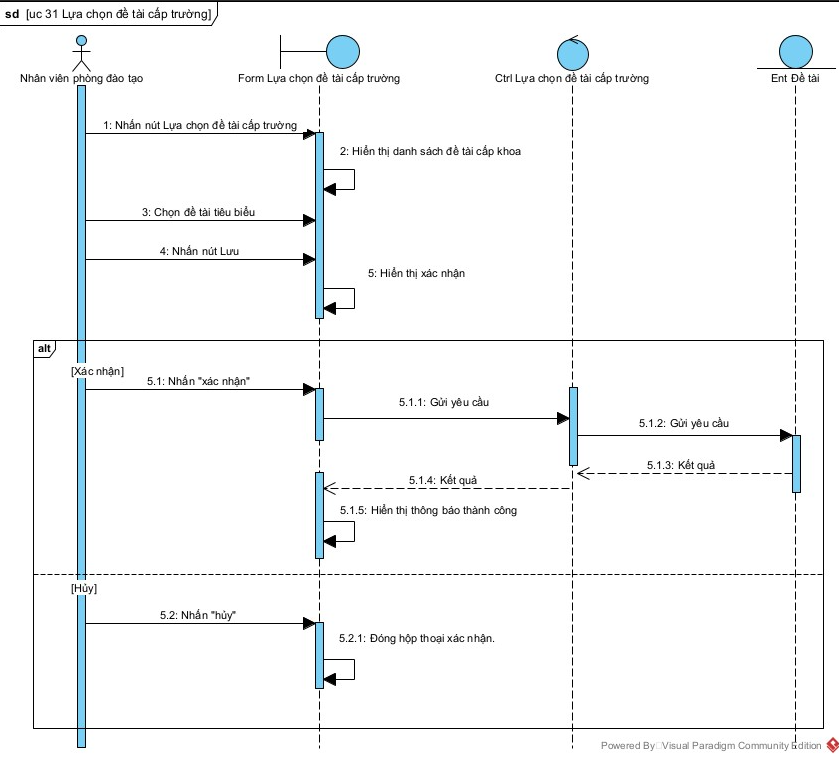 sd [uc 31 Lựa chọn đề tài cấp trường]
Nhân viên phòng đào tạo
Form Lựa chọn đề tài cấp trường
Ctrl Lựa chọn đề tài cấp trường
Ent Đề tài
1: Nhấn nút Lựa chọn đề tài cấp trường
2: Hiển thị danh sách đề tài cấp khoa
3: Chọn đề tài tiêu biểu
4: Nhấn nút Lưu
5: Hiển thị xác nhận
alt
[Xác nhận]
5.1: Nhấn "xác nhận"
5.1.1: Gửi yêu cầu
5.1.2: Gửi yêu cầu
5.1.3: Kết quả
5.1.4: Kết quả
5.1.5: Hiển thị thông báo thành công
[Hủy]
5.2: Nhấn "hủy"
5.2.1: Đóng hộp thoại xác nhận.
Powered By Visual Paradigm Community Edition